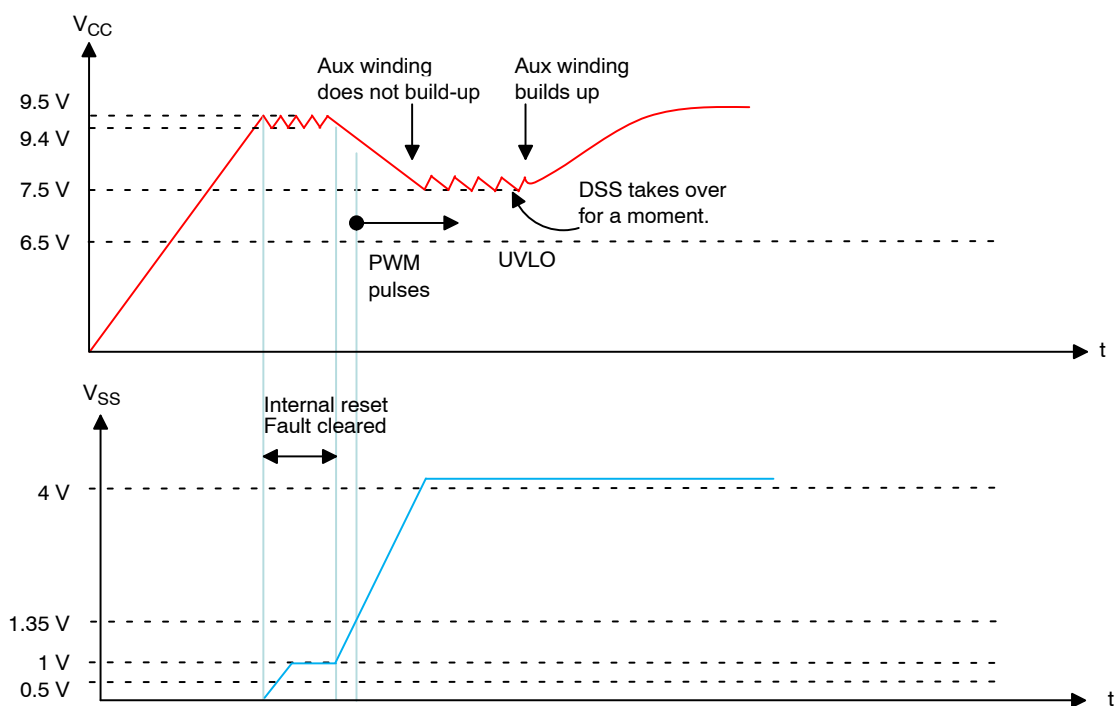 VCC
Aux winding
does not build-up
Aux winding
builds up
9.5 V
9.4 V
7.5 V
DSS takes over
for a moment.
6.5 V
PWM
pulses
UVLO
t
VSS
Internal reset
Fault cleared
4 V
1.35 V
1 V
0.5 V
t